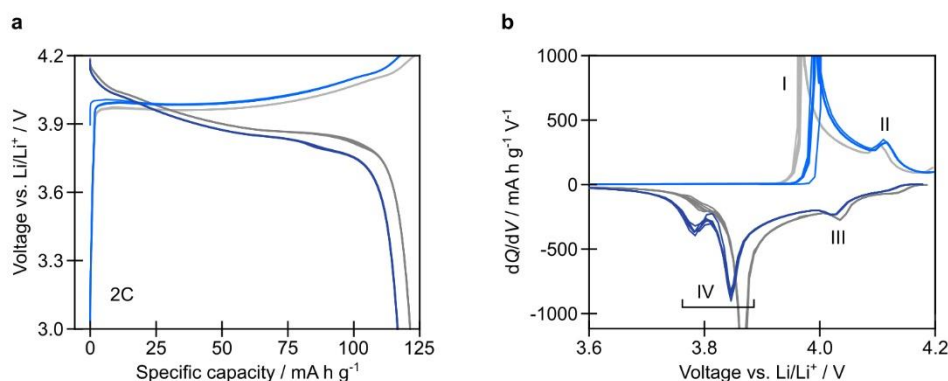 a
4.2
3.9
3.6
3.3
3.0
Voltage vs. Li/Li⁺ / V
2C
0
25
50
75
100
125
Specific capacity / mA h g⁻¹
b
1000
500
0
-500
-1000
dQ/dV / mA h g⁻¹ V⁻¹
I
II
III
IV
3.6
3.8
4.0
4.2
Voltage vs. Li/Li⁺ / V